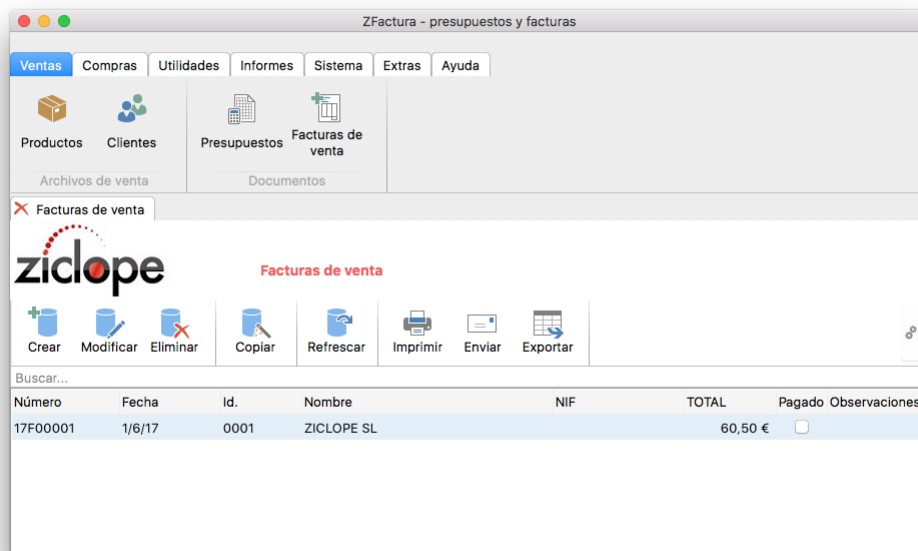 ZFactura - presupuestos y facturas
Ventas Compras Utilidades Informes Sistema Extras Ayuda
Productos Clientes Presupuestos Facturas de venta
Archivos de venta Documentos
Facturas de venta
ziclope
Facturas de venta
Crear Modificar Eliminar Copiar Refrescar Imprimir Enviar Exportar
Buscar...
Número Fecha Id. Nombre NIF TOTAL Pagado Observaciones
17F00001 1/6/17 0001 ZICLOPE SL 60,50 €